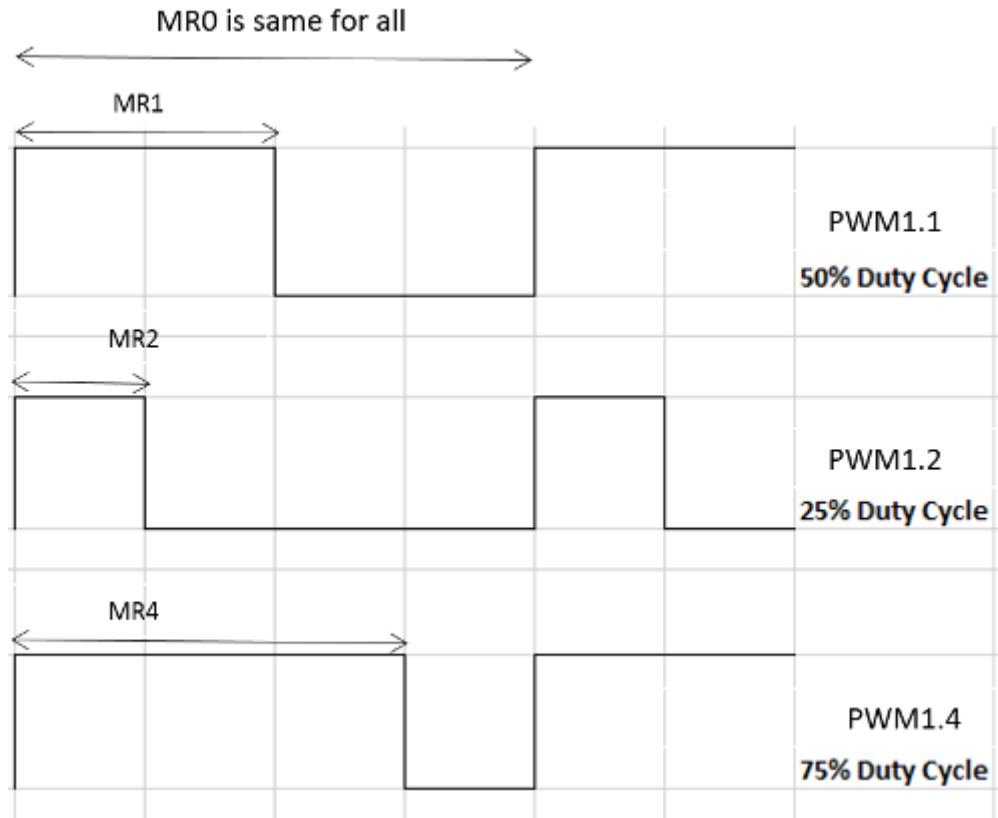 MR0 is same for all
MR1
PWM1.1
50% Duty Cycle
MR2
PWM1.2
25% Duty Cycle
MR4
PWM1.4
75% Duty Cycle